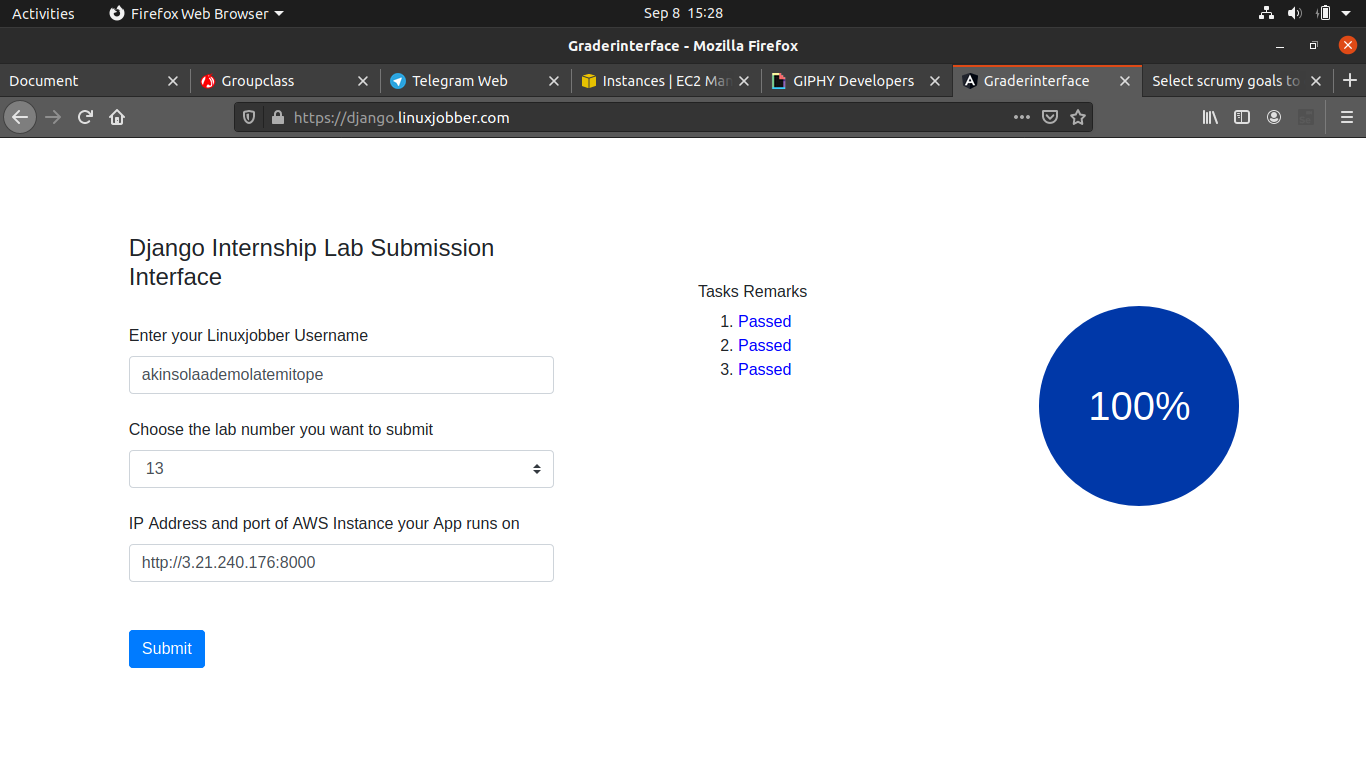 Activities
Firefox Web Browser
Sep 8 15:28
Graderinterface - Mozilla Firefox
Document
Groupclass
Telegram Web
Instances | EC2 Man
GIPHY Developers
Graderinterface
Select scrumy goals to
https://django.linuxjobber.com
Django Internship Lab Submission
Interface
Enter your Linuxjobber Username
akinsolaademolatemitope
Choose the lab number you want to submit
13
IP Address and port of AWS Instance your App runs on
http://3.21.240.176:8000
Submit
Tasks Remarks
1. Passed
2. Passed
3. Passed
100%